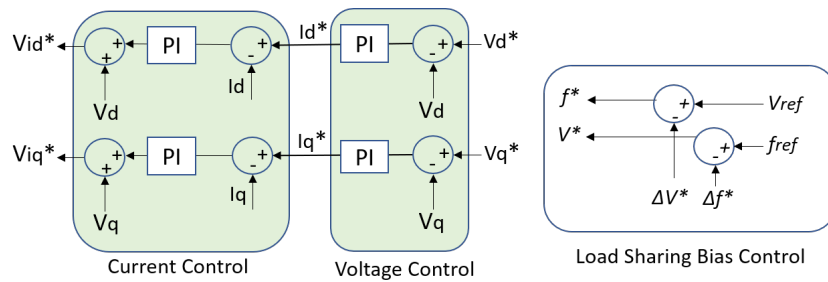 Vid* + + PI + - Id* PI + - Vd*
Vd Id Vd
Viq* + + PI + - Iq* PI + - Vq*
Vq Iq Vq
Current Control
Voltage Control
f* + - Vref
V* + - fref
ΔV* Δf*
Load Sharing Bias Control